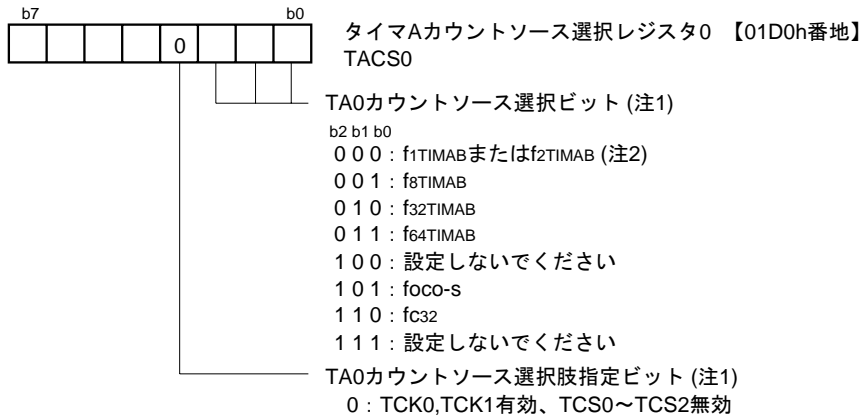 b7 b0
0
タイマAカウントソース選択レジスタ0 【01D0h番地】
TACS0
TA0カウントソース選択ビット (注1)
b2 b1 b0
0 0 0 : f1TIMABまたはf2TIMAB (注2)
0 0 1 : f8TIMAB
0 1 0 : f32TIMAB
0 1 1 : f64TIMAB
1 0 0 : 設定しないでください
1 0 1 : foco-s
1 1 0 : fc32
1 1 1 : 設定しないでください
TA0カウントソース選択肢指定ビット (注1)
0 : TCK0,TCK1有効、TCS0～TCS2無効